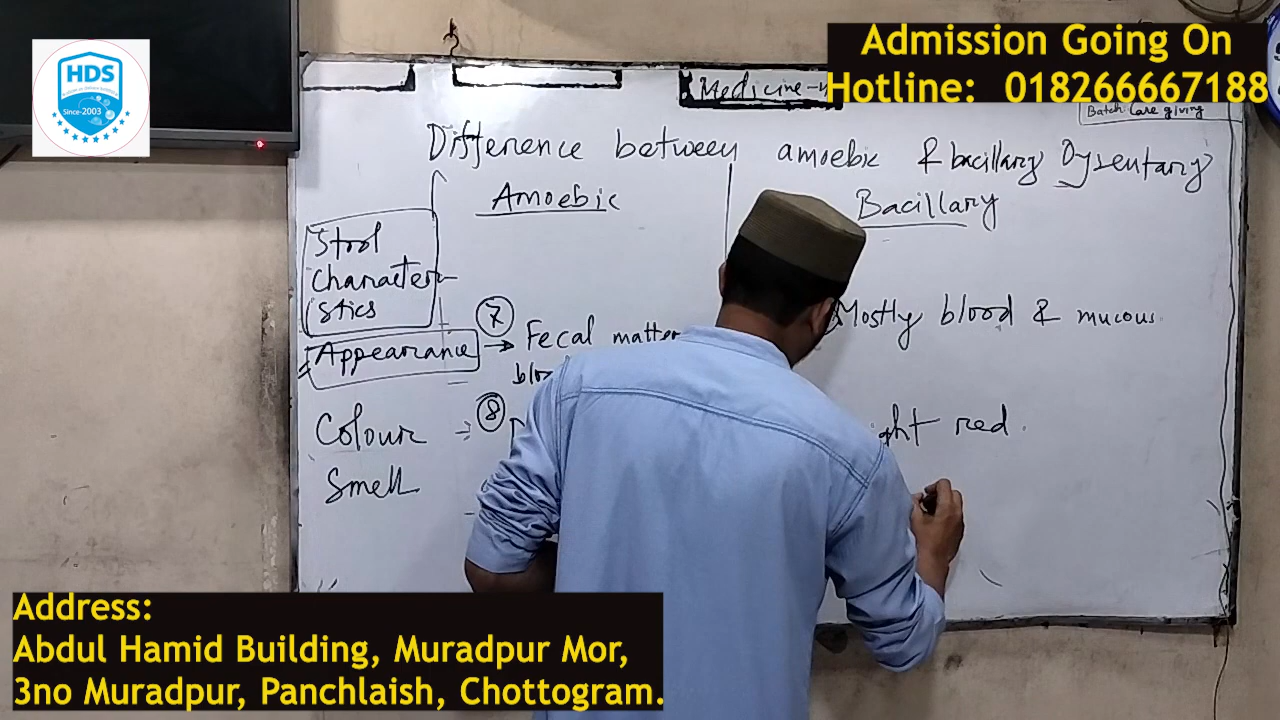 HDS
Since-2003
Admission Going On
Hotline: 018266667188
Medicine-
Batch: Care giving
Difference between amoebic & bacillary Dysentary
Amoebic
Bacillary
Stool
Character-
stics
Appearance
7
Fecal matter
Mostly blood & mucous
Colour
8
red
Smell
Address:
Abdul Hamid Building, Muradpur Mor,
3no Muradpur, Panchlaish, Chottogram.